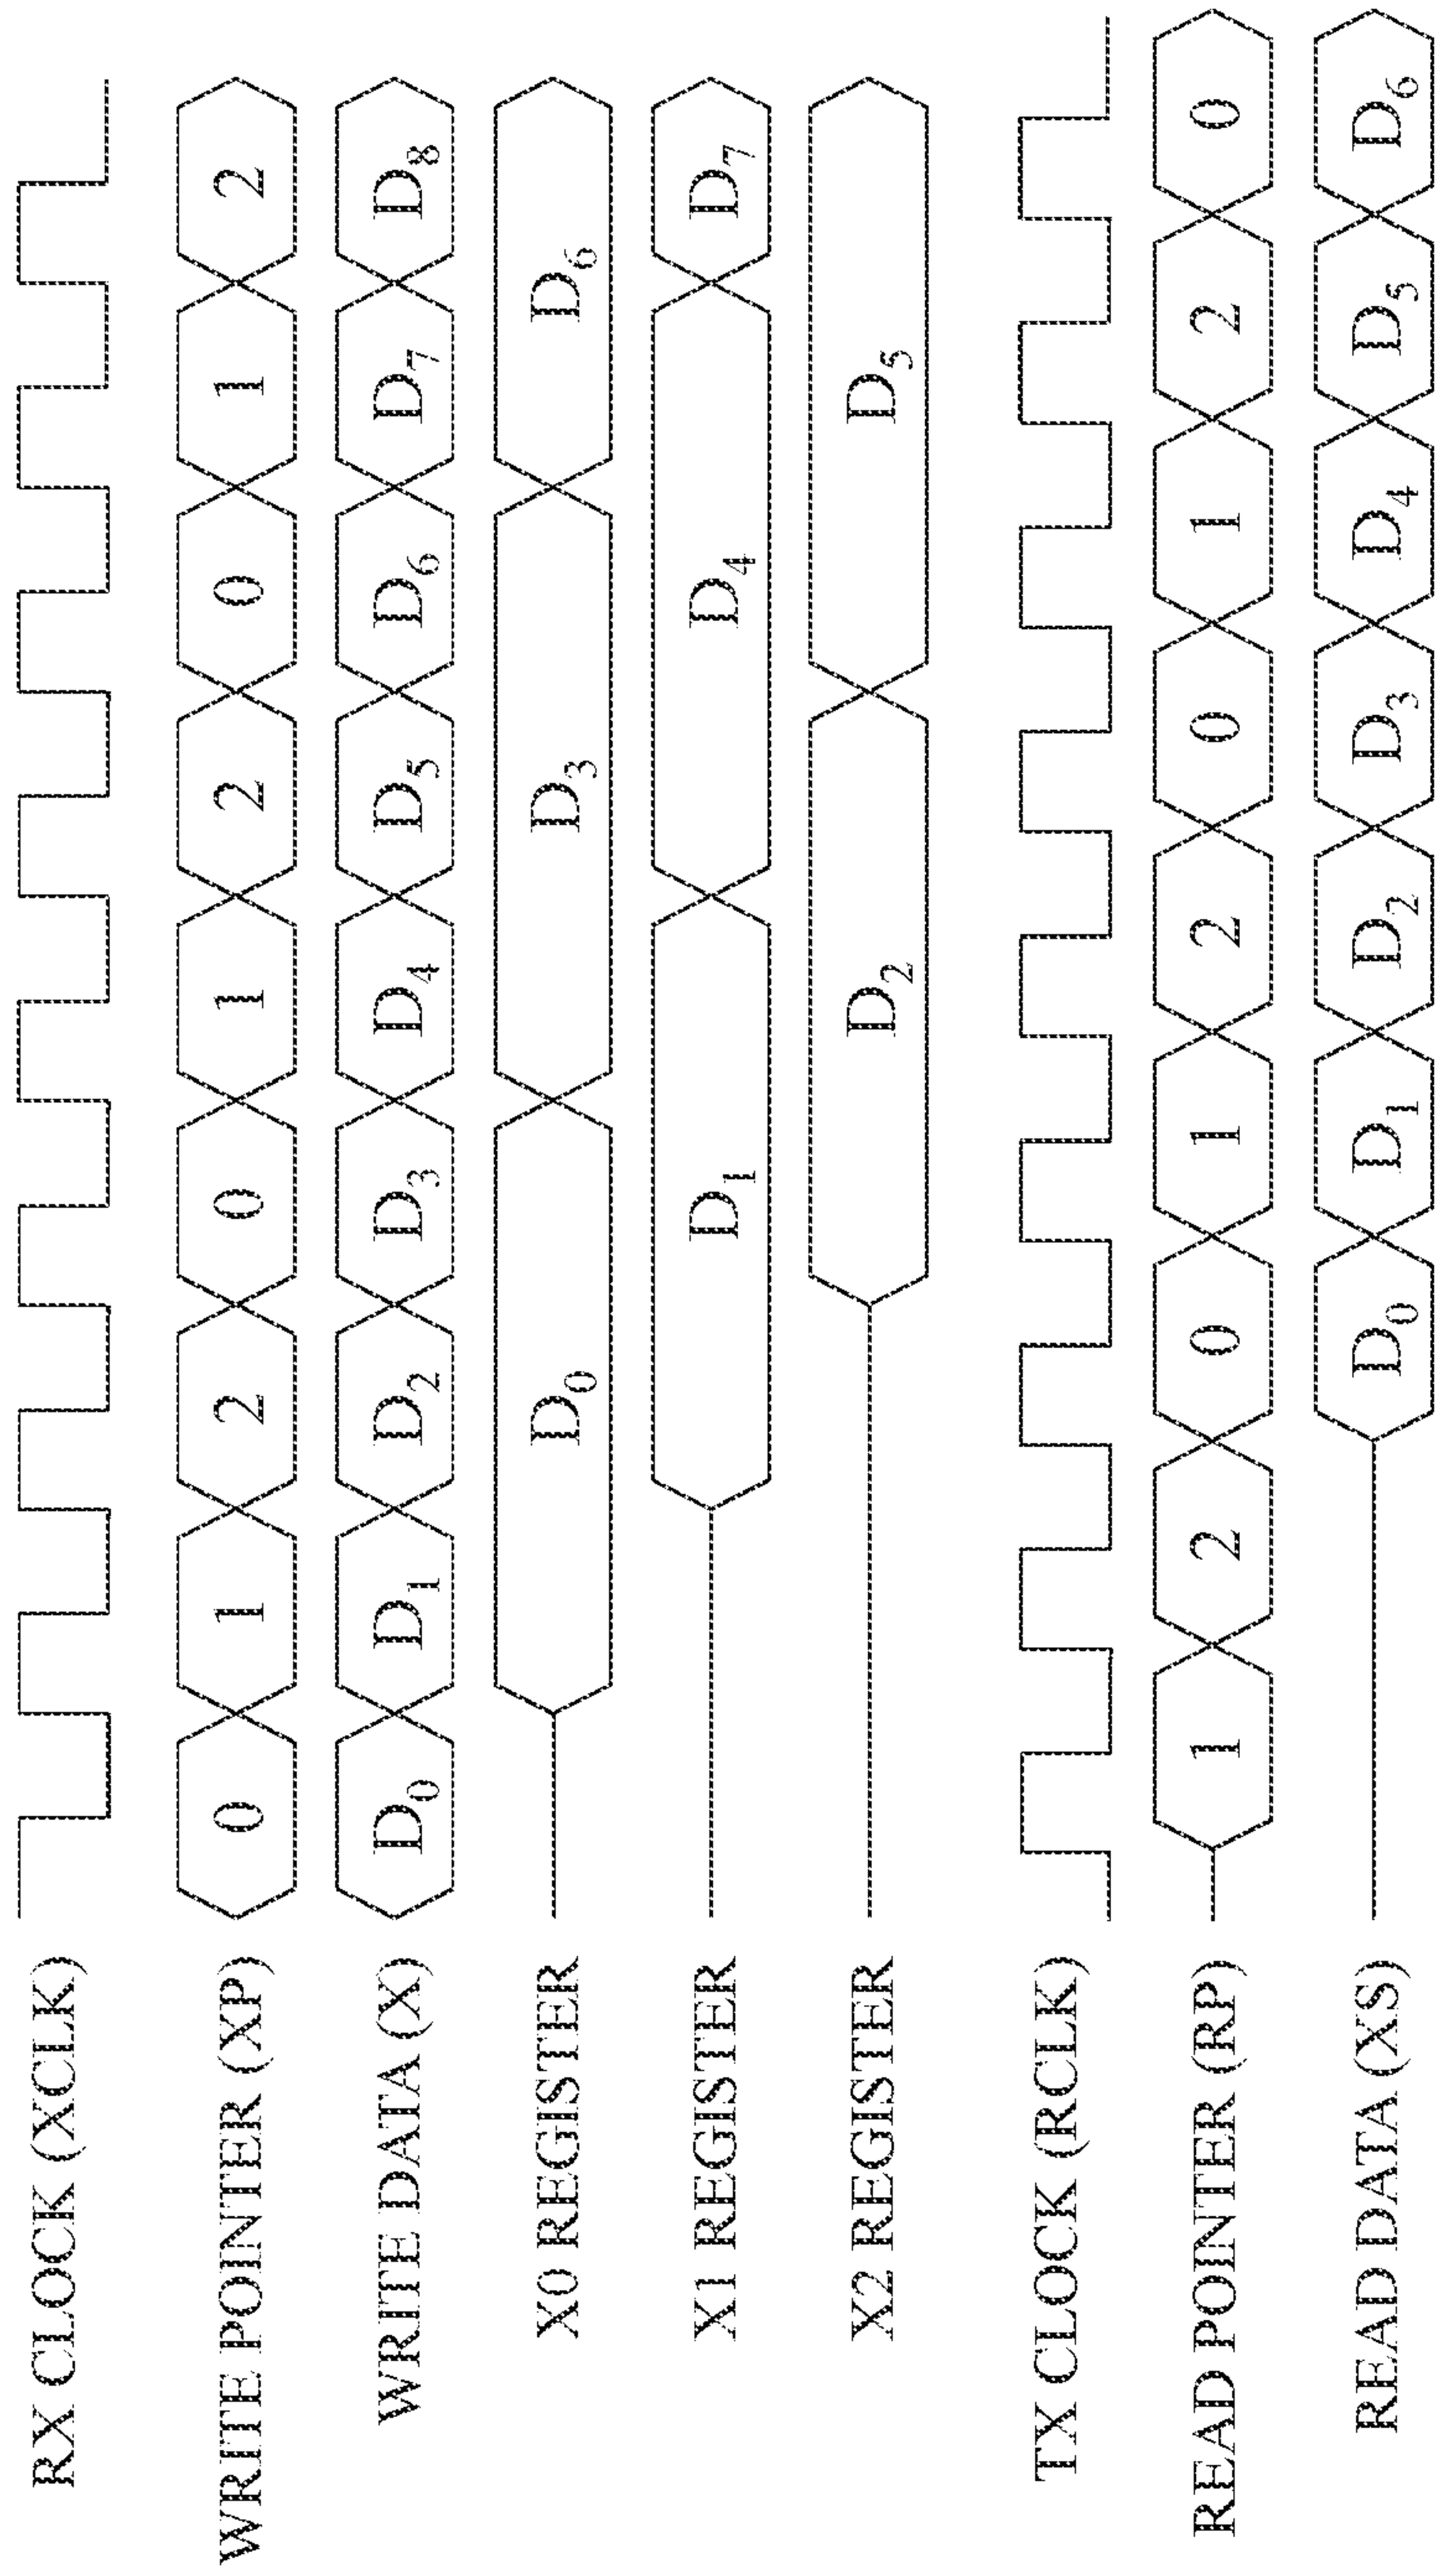 RX CLOCK (XCLK)
WRITE POINTER (XP) 0 1 2 0 1 2 0 1 2
WRITE DATA (X) D0 D1 D2 D3 D4 D5 D6 D7 D8
X0 REGISTER D0 D3 D6
X1 REGISTER D1 D4 D7
X2 REGISTER D2 D5
TX CLOCK (RCLK)
READ POINTER (RP) 1 2 0 1 2 0 1 2 0
READ DATA (XS) D0 D1 D2 D3 D4 D5 D6